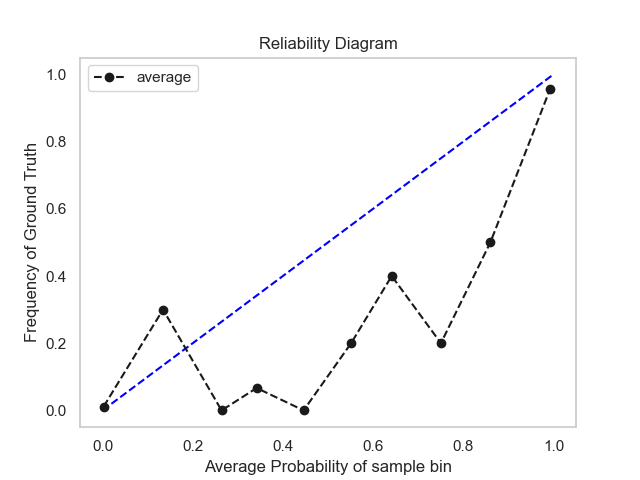 Reliability Diagram
average
1.0
0.8
0.6
0.4
0.2
0.0
Frequency of Ground Truth
0.0 0.2 0.4 0.6 0.8 1.0
Average Probability of sample bin